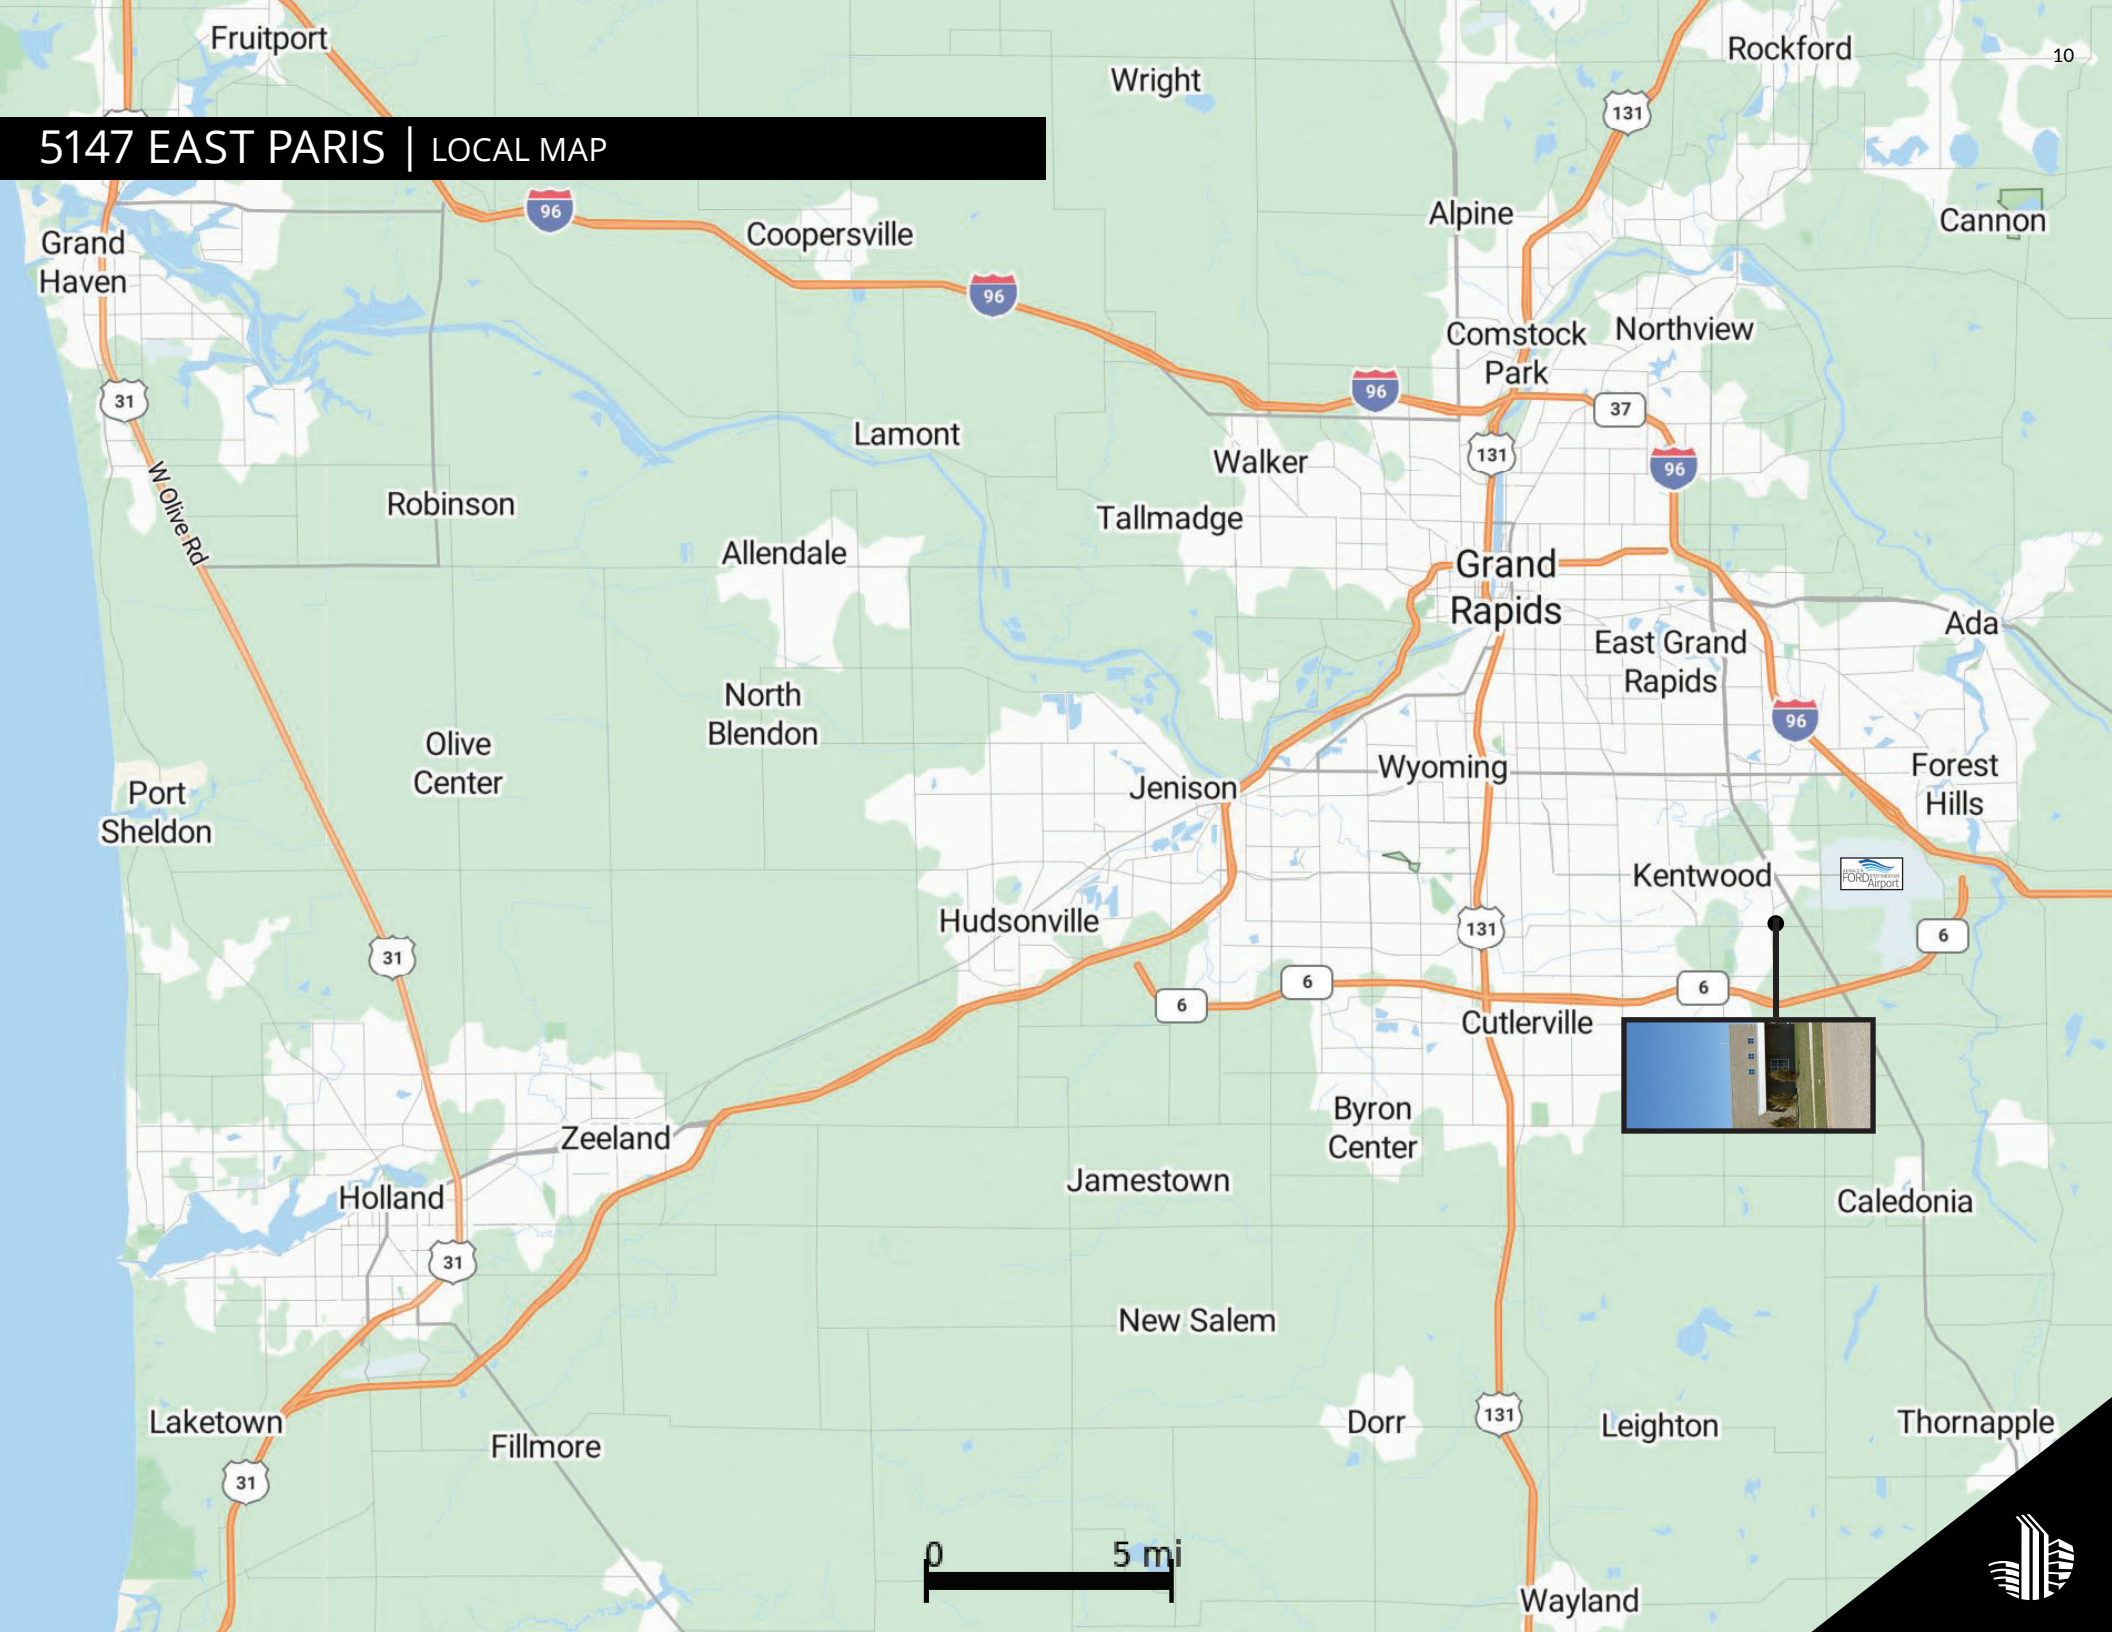 Fruitport
Wright
Rockford
10
131
5147 EAST PARIS | LOCAL MAP
96
Coopersville
Alpine
Cannon
Grand
Haven
96
Comstock
Park
Northview
96
37
31
131
Lamont
Walker
96
W Olive Rd
Robinson
Tallmadge
Allendale
Grand
Rapids
Ada
East Grand
Rapids
North
Blendon
96
Olive
Center
Wyoming
Forest
Hills
Jenison
Port
Sheldon
Kentwood
FORD International
Airport
Hudsonville
131
6
31
6
6
6
Cutlerville
Byron
Center
Zeeland
Jamestown
Holland
Caledonia
31
New Salem
Laketown
Dorr
131
Leighton
Thornapple
Fillmore
31
0 5 mi
Wayland